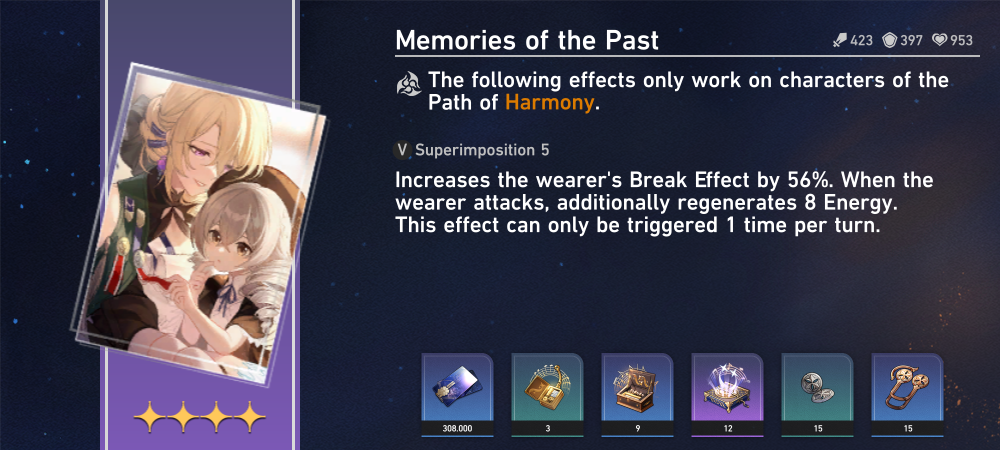 Memories of the Past
423 397 953
The following effects only work on characters of the
Path of Harmony.
V Superimposition 5
Increases the wearer's Break Effect by 56%. When the
wearer attacks, additionally regenerates 8 Energy.
This effect can only be triggered 1 time per turn.
308.000 3 9 12 15 15